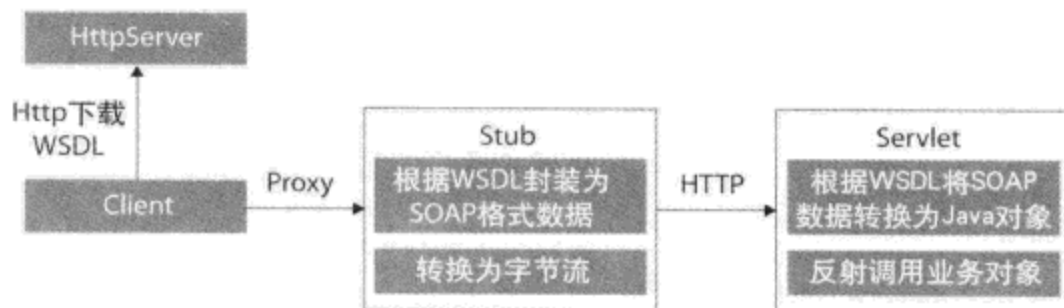 HttpServer
Http下载
WSDL
Client
Proxy
Stub
根据WSDL封装为
SOAP格式数据
转换为字节流
HTTP
Servlet
根据WSDL将SOAP
数据转换为Java对象
反射调用业务对象